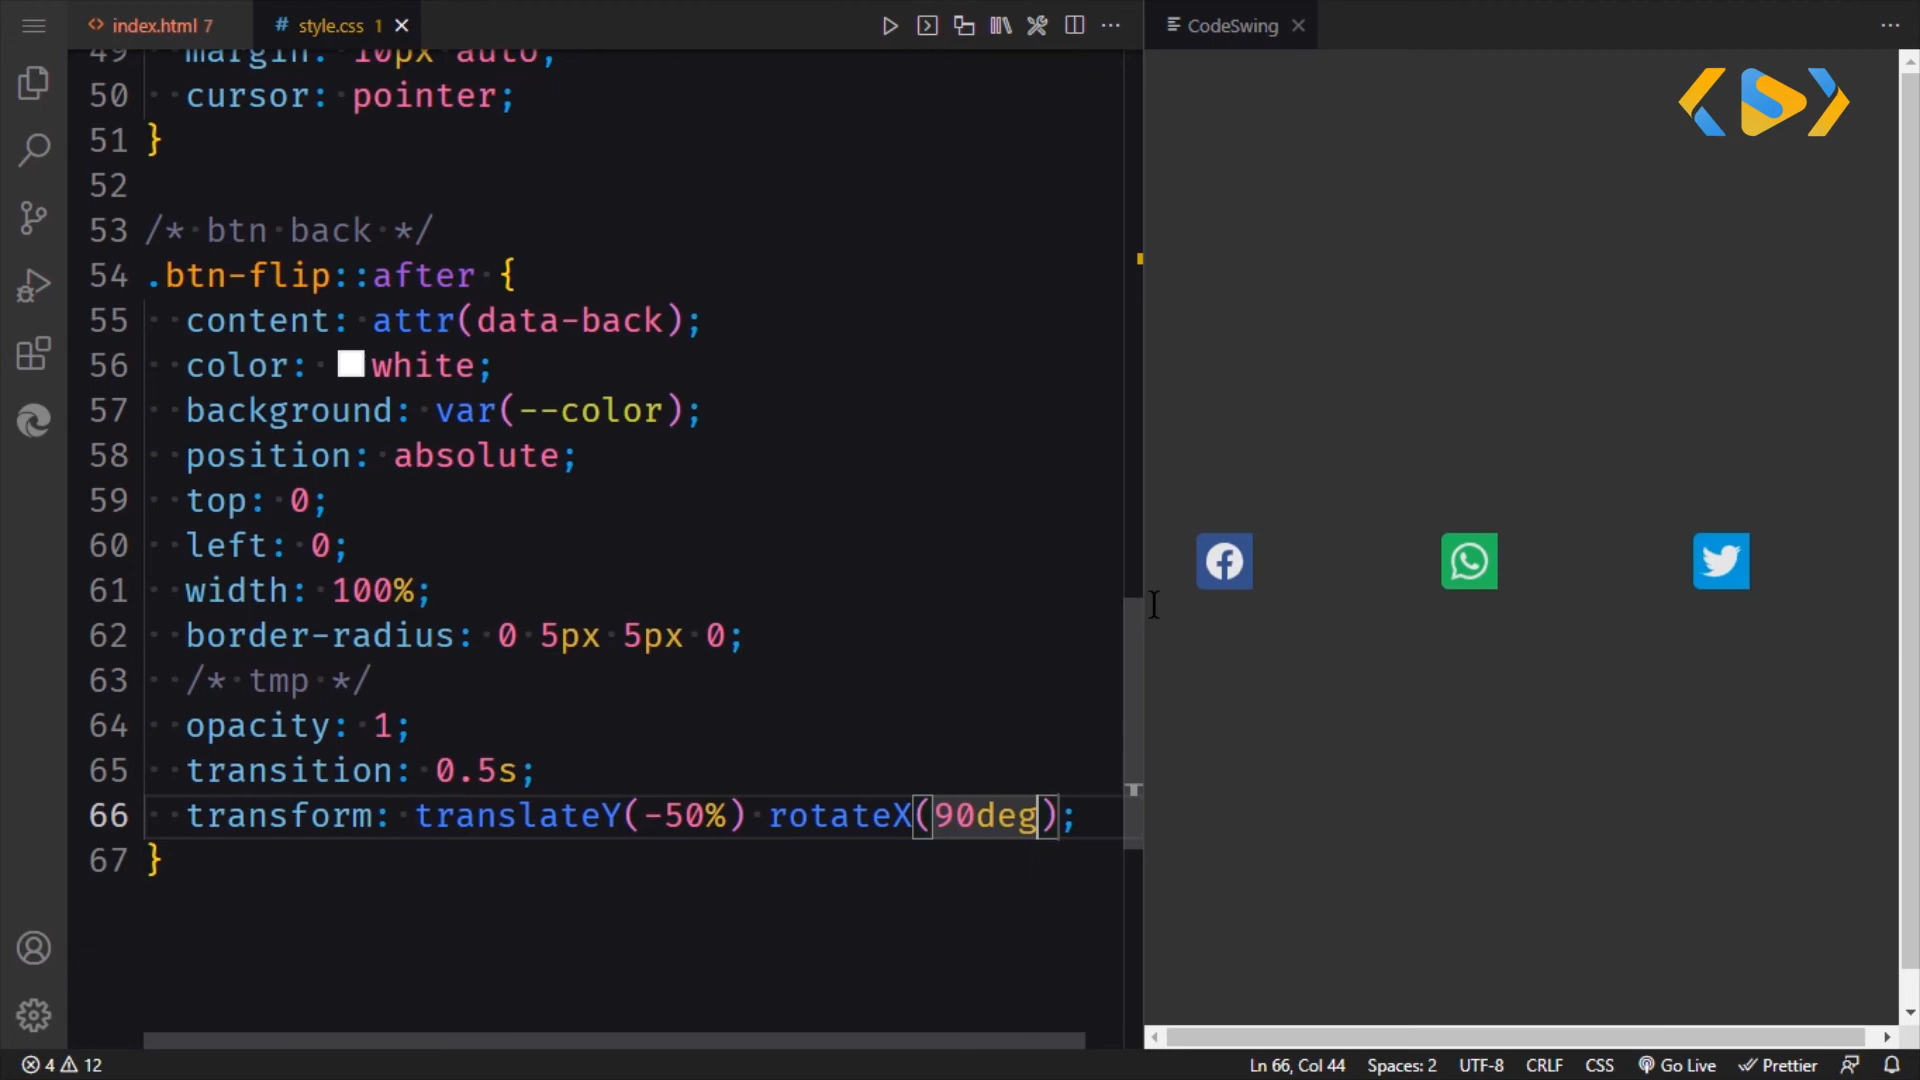 index.html 7
# style.css 1
CodeSwing
49 margin: 10px auto;
50 cursor: pointer;
51 }
52
53 /* btn back */
54 .btn-flip::after {
55 content: attr(data-back);
56 color: white;
57 background: var(--color);
58 position: absolute;
59 top: 0;
60 left: 0;
61 width: 100%;
62 border-radius: 0 5px 5px 0;
63 /* tmp */
64 opacity: 1;
65 transition: 0.5s;
66 transform: translateY(-50%) rotateX(90deg);
67 }
4 12
Ln 66, Col 44
Spaces: 2
UTF-8
CRLF
CSS
Go Live
Prettier